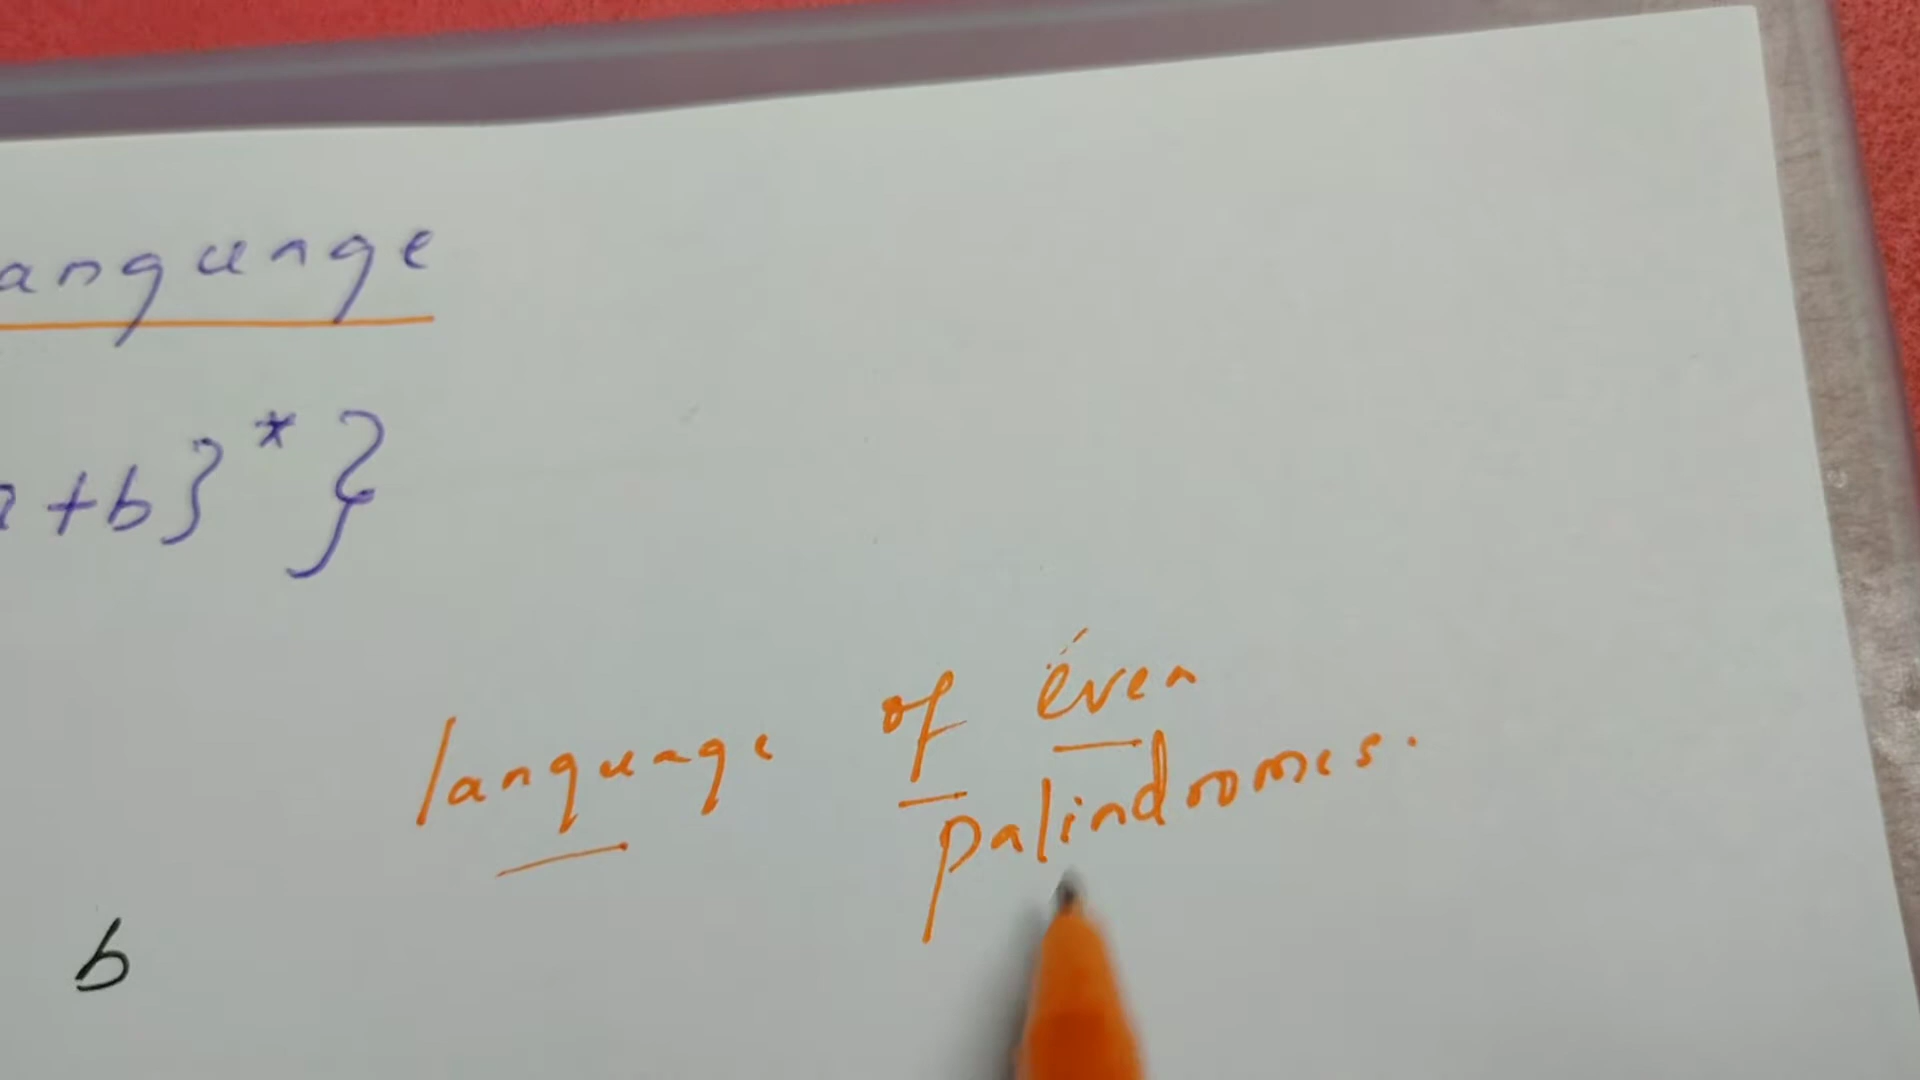 anguage
a+b}*}
language of even
palindromes.
b